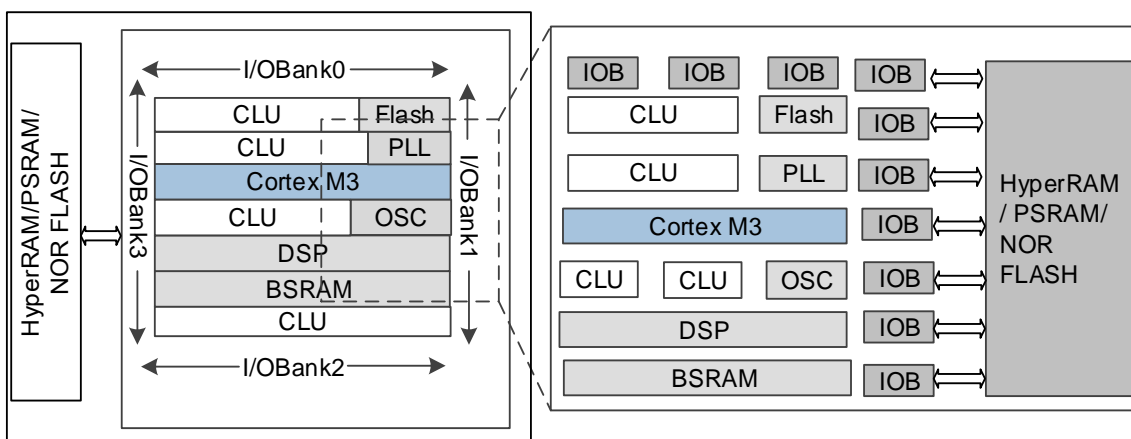 HyperRAM/PSRAM/
NOR FLASH
I/OBank0
I/OBank3
CLU Flash
CLU PLL
Cortex M3
CLU OSC
DSP
BSRAM
CLU
I/OBank1
I/OBank2
IOB IOB IOB IOB
CLU Flash IOB
CLU PLL IOB
Cortex M3 IOB
CLU CLU OSC IOB
DSP IOB
BSRAM IOB
HyperRAM
/ PSRAM/
NOR
FLASH